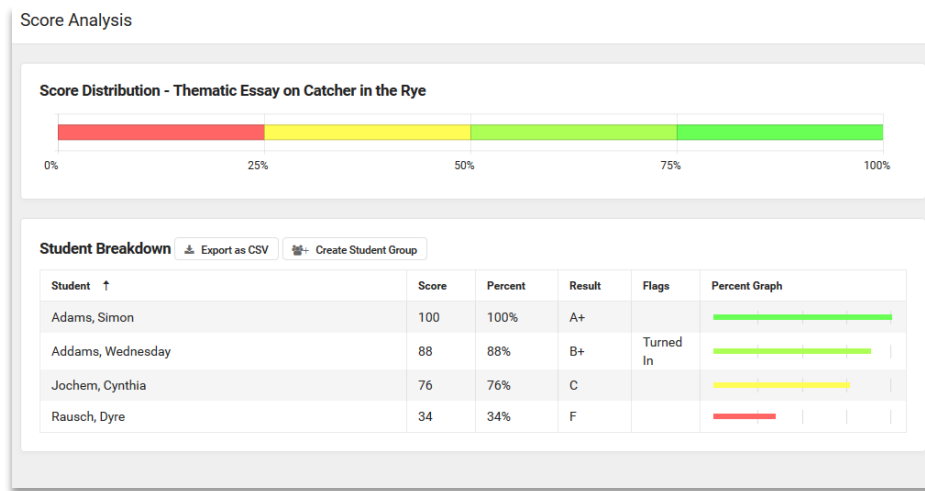 Score Analysis
Score Distribution - Thematic Essay on Catcher in the Rye
0% 25% 50% 75% 100%
Student Breakdown Export as CSV Create Student Group
Student ↑ Score Percent Result Flags Percent Graph
Adams, Simon 100 100% A+
Addams, Wednesday 88 88% B+ Turned
In
Jochem, Cynthia 76 76% C
Rausch, Dyre 34 34% F